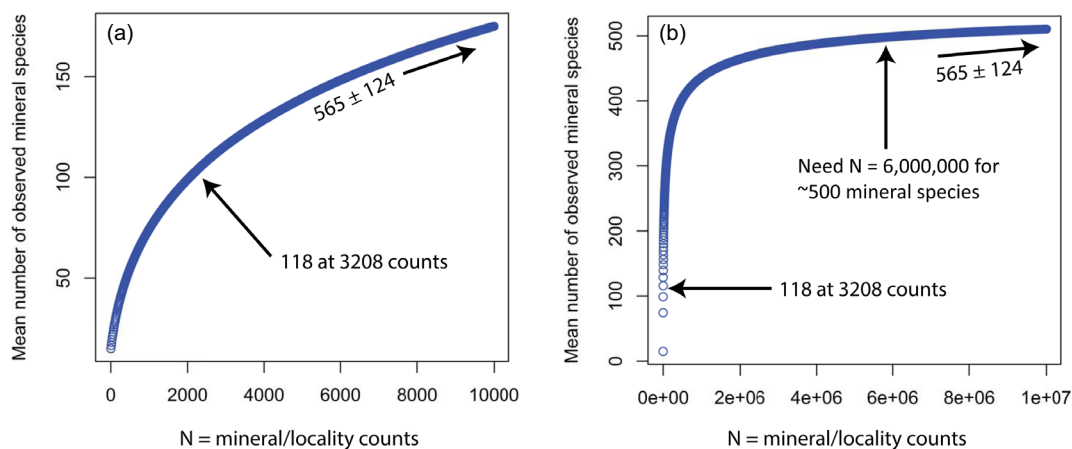 (a)
Mean number of observed mineral species
150
100
50
565 ± 124
118 at 3208 counts
0 2000 4000 6000 8000 10000
N = mineral/locality counts
(b)
Mean number of observed mineral species
500
400
300
200
100
0
565 ± 124
Need N = 6,000,000 for
~500 mineral species
118 at 3208 counts
0e+00 2e+06 4e+06 6e+06 8e+06 1e+07
N = mineral/locality counts